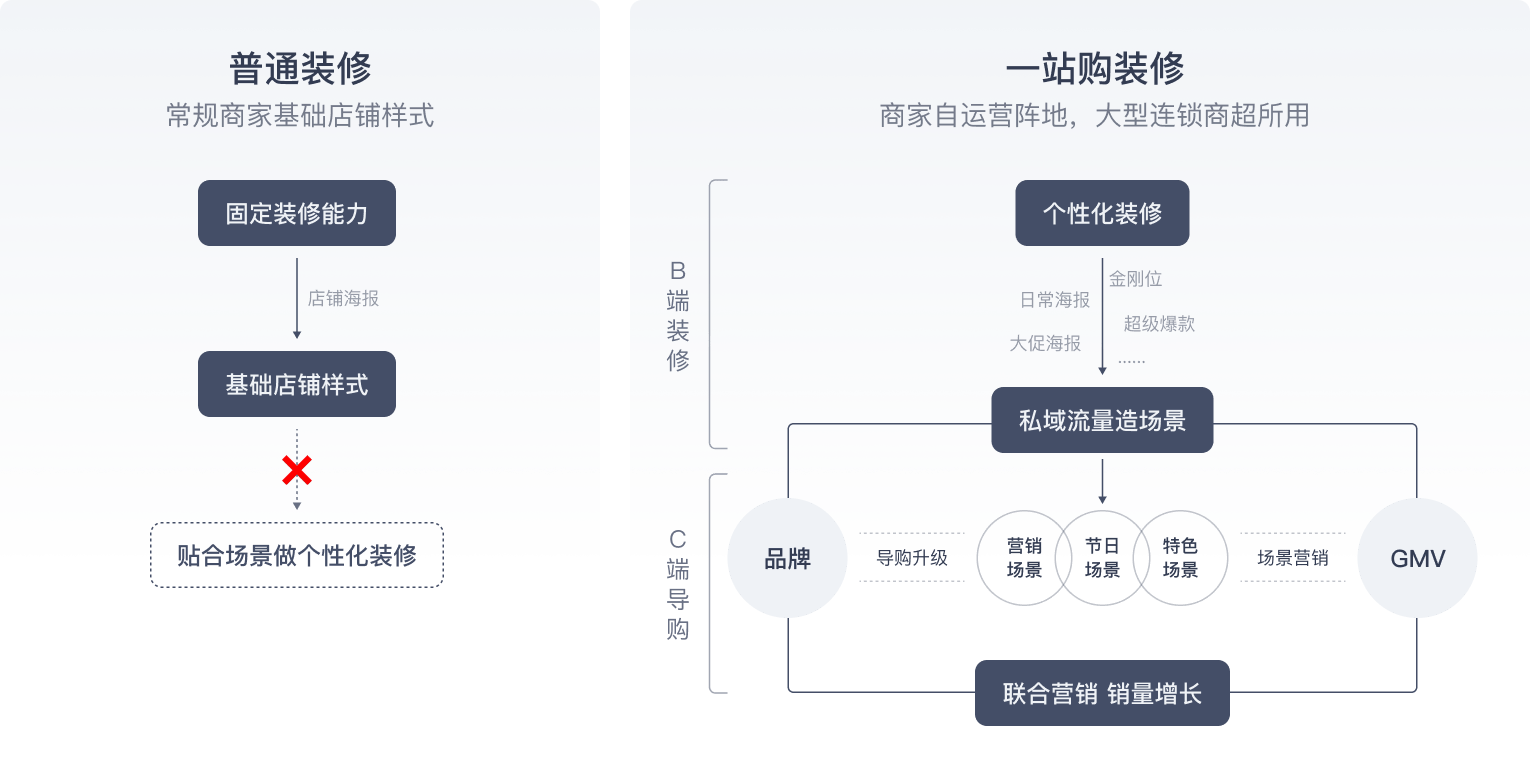 普通装修
常规商家基础店铺样式
固定装修能力
店铺海报
基础店铺样式
贴合场景做个性化装修
一站购装修
商家自运营阵地，大型连锁商超所用
B端装修
个性化装修
金刚位
日常海报
超级爆款
大促海报
......
私域流量造场景
C端导购
品牌
导购升级
营销场景
节日场景
特色场景
场景营销
GMV
联合营销 销量增长